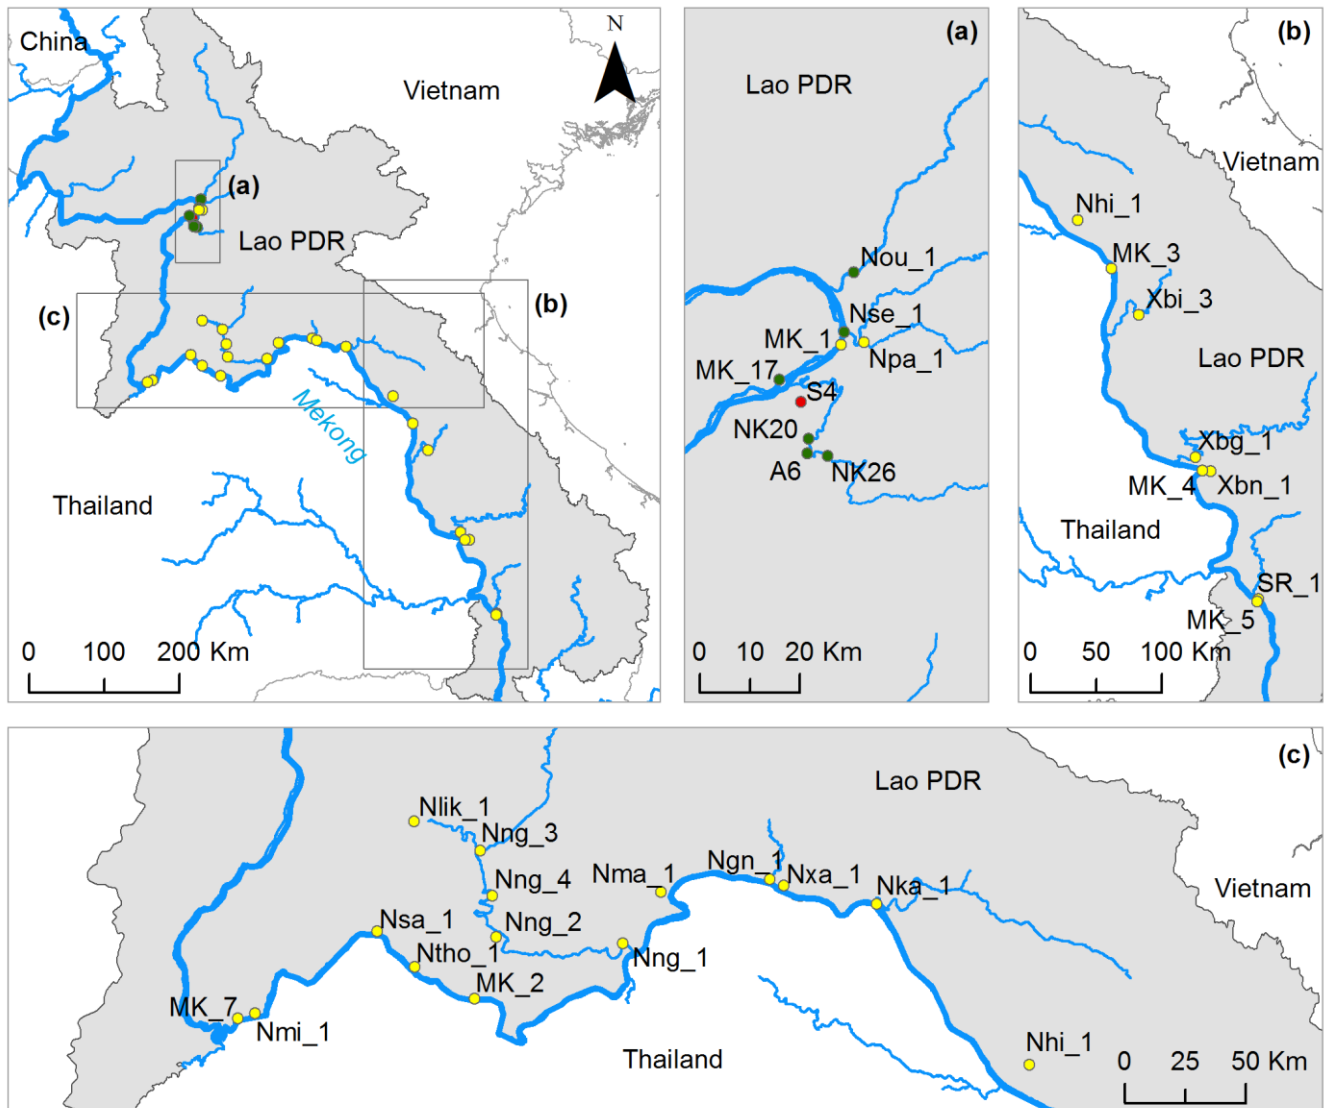 China
Vietnam
N
(a)
Lao PDR
(b)
(c)
Mekong
Thailand
0 100 200 Km
(a)
Lao PDR
Nou_1
Nse_1
MK_1
Npa_1
MK_17
S4
NK20
A6
NK26
0 10 20 Km
(b)
Vietnam
Nhi_1
MK_3
Xbi_3
Lao PDR
Xbg_1
MK_4
Xbn_1
Thailand
SR_1
MK_5
0 50 100 Km
(c)
Lao PDR
Nlik_1
Nng_3
Nng_4
Nma_1
Ngn_1
Nxa_1
Nka_1
Vietnam
Nsa_1
Nng_2
Ntho_1
Nng_1
MK_2
MK_7
Nmi_1
Thailand
Nhi_1
0 25 50 Km